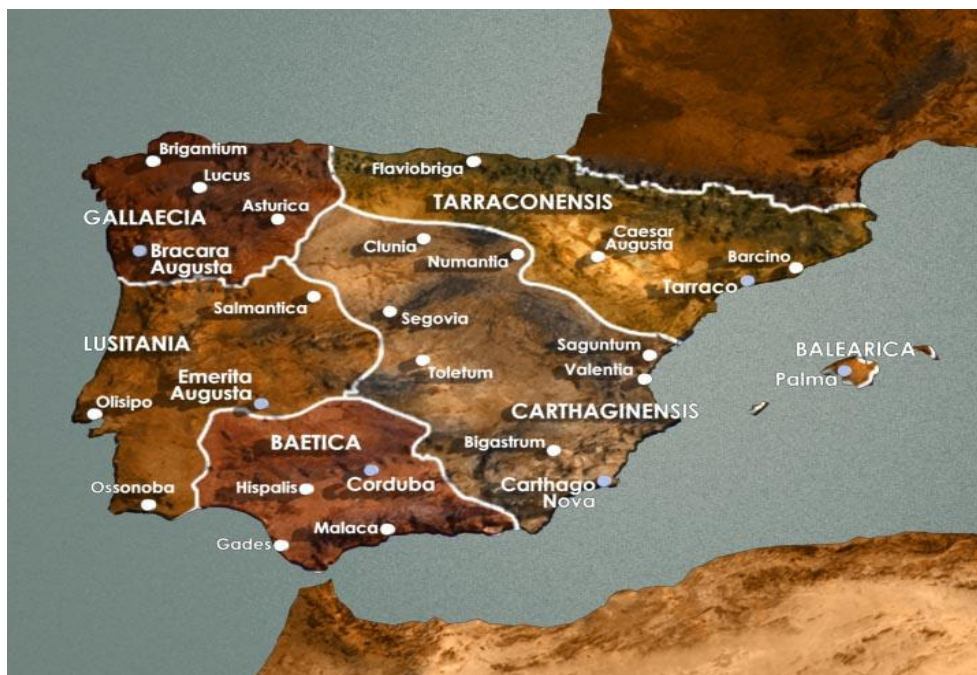 Brigantium
Lucus
GALLAECIA
Asturica
Bracara
Augusta
Flaviobriga
TARRACONENSIS
Caesar
Augusta
Barcino
Tarraco
Clunia
Numantia
Salmantica
Segovia
LUSITANIA
Saguntum
Valentia
Toletum
BALEARICA
Palma
Emerita
Augusta
Olisipo
CARTHAGINENSIS
BAETICA
Bigastrum
Corduba
Hispalis
Carthago
Nova
Ossonoba
Malaca
Gades